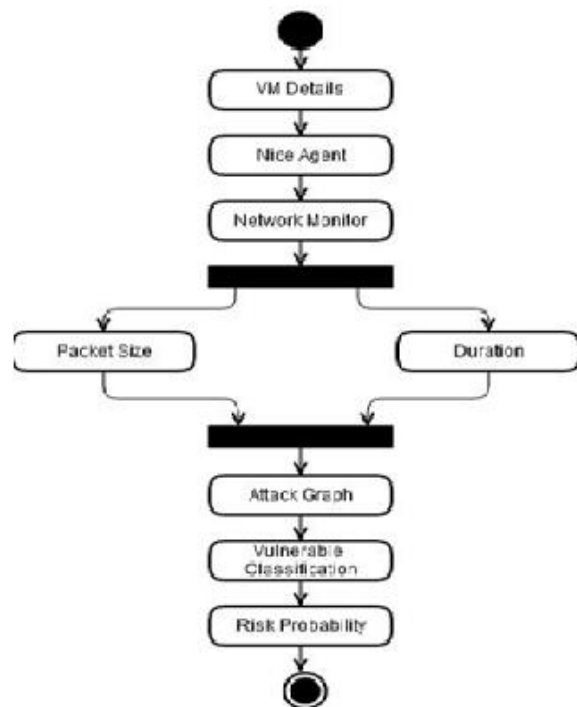 VM Details
Nice Agent
Network Monitor
Packet Size
Duration
Attack Graph
Vulnerable
Classification
Risk Probability